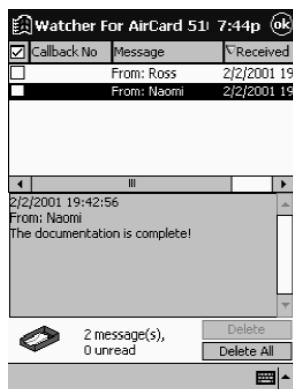 Watcher For AirCard 51 7:44p ok
Callback No Message Received
From: Ross 2/2/2001 19
From: Naomi 2/2/2001 19
2/2/2001 19:42:56
From: Naomi
The documentation is complete!
2 message(s),
0 unread
Delete
Delete All